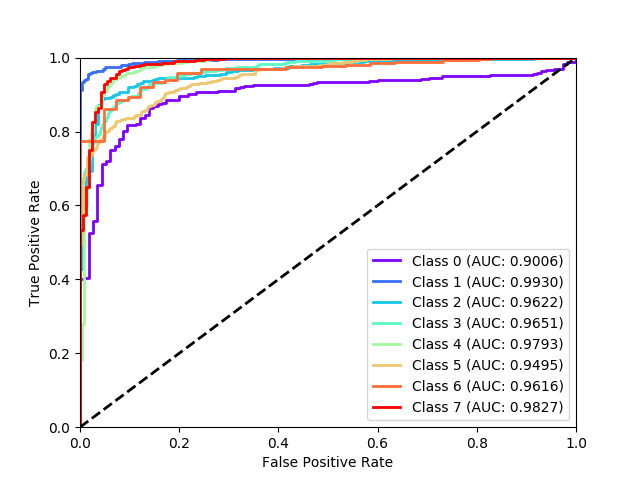 1.0
0.8
0.6
0.4
0.2
0.0
True Positive Rate
Class 0 (AUC: 0.9006)
Class 1 (AUC: 0.9930)
Class 2 (AUC: 0.9622)
Class 3 (AUC: 0.9651)
Class 4 (AUC: 0.9793)
Class 5 (AUC: 0.9495)
Class 6 (AUC: 0.9616)
Class 7 (AUC: 0.9827)
0.0 0.2 0.4 0.6 0.8 1.0
False Positive Rate